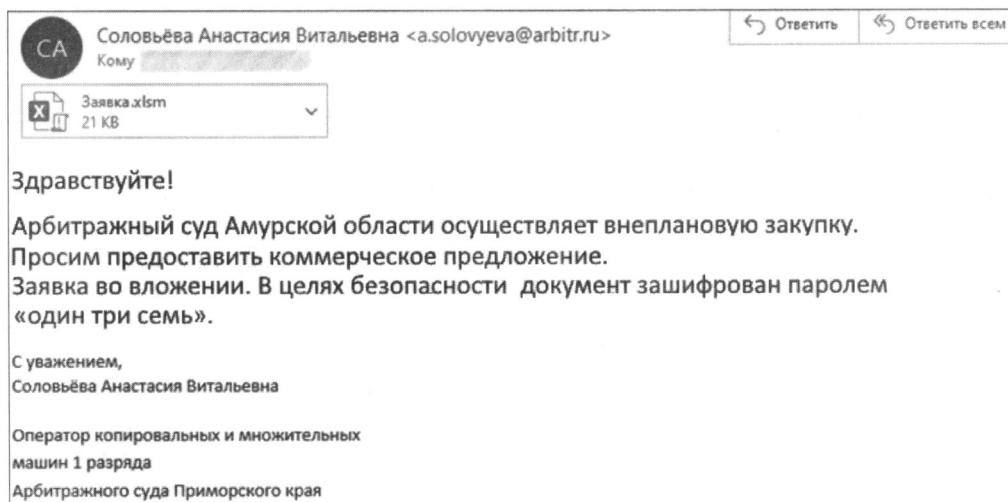 СА
Соловьёва Анастасия Витальевна <a.solovyeva@arbitr.ru>
Ответить
Ответить всем
Кому
Заявка.xlsm
21 KB
Здравствуйте!
Арбитражный суд Амурской области осуществляет внеплановую закупку.
Просим предоставить коммерческое предложение.
Заявка во вложении. В целях безопасности документ зашифрован паролем
«один три семь».
С уважением,
Соловьёва Анастасия Витальевна
Оператор копировальных и множительных
машин 1 разряда
Арбитражного суда Приморского края